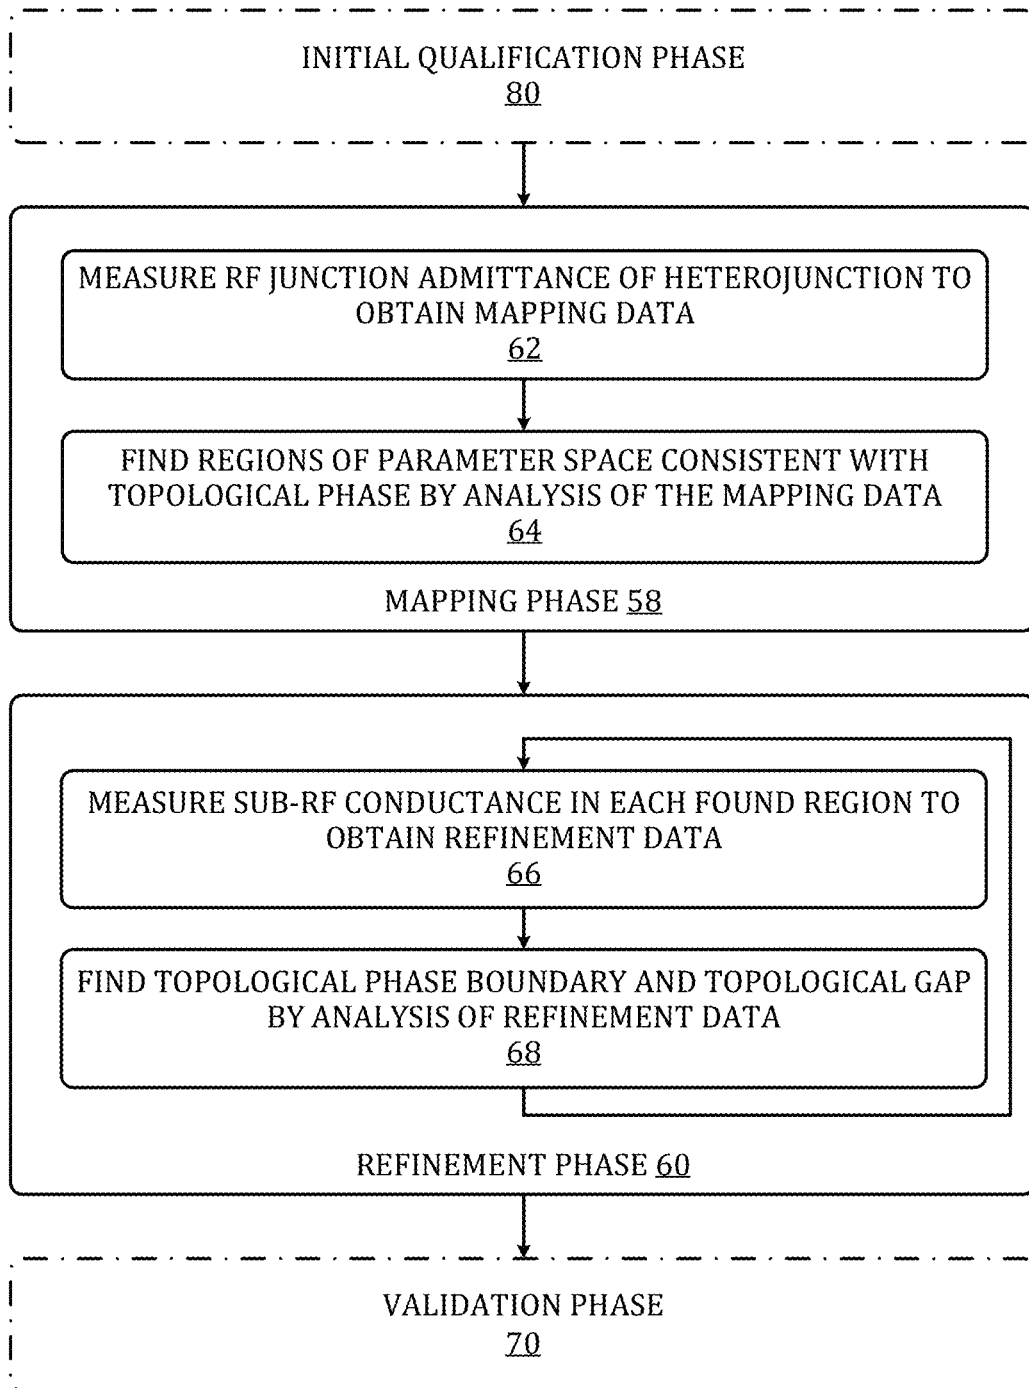 INITIAL QUALIFICATION PHASE
80
MEASURE RF JUNCTION ADMITTANCE OF HETEROJUNCTION TO
OBTAIN MAPPING DATA
62
FIND REGIONS OF PARAMETER SPACE CONSISTENT WITH
TOPOLOGICAL PHASE BY ANALYSIS OF THE MAPPING DATA
64
MAPPING PHASE 58
MEASURE SUB-RF CONDUCTANCE IN EACH FOUND REGION TO
OBTAIN REFINEMENT DATA
66
FIND TOPOLOGICAL PHASE BOUNDARY AND TOPOLOGICAL GAP
BY ANALYSIS OF REFINEMENT DATA
68
REFINEMENT PHASE 60
VALIDATION PHASE
70